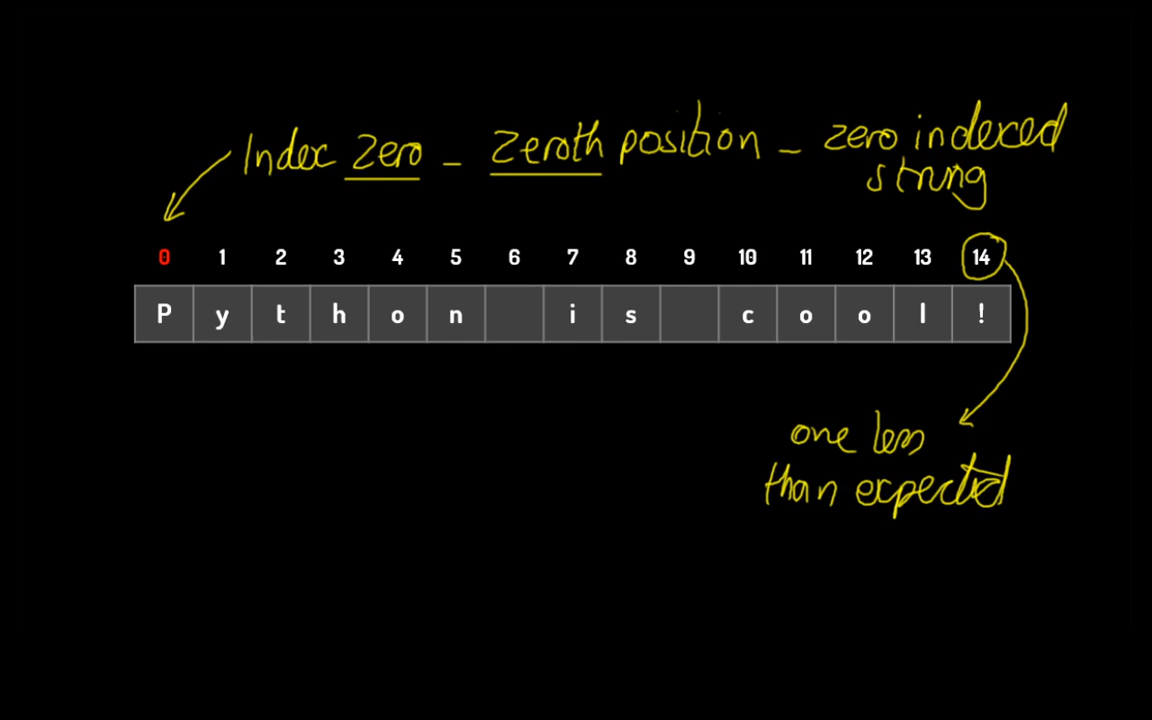 Index zero - zeroth position - zero indexed
string
0 1 2 3 4 5 6 7 8 9 10 11 12 13 14
P y t h o n   i s   c o o l !
one less
than expected